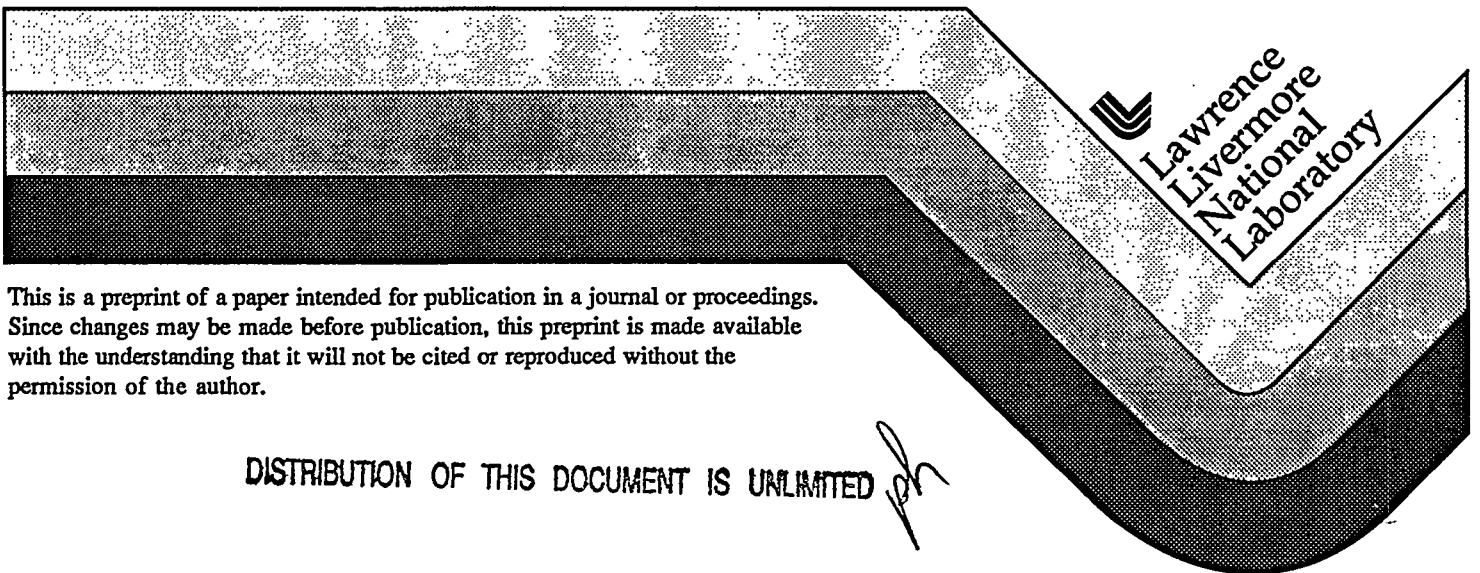 Lawrence
Livermore
National
Laboratory
This is a preprint of a paper intended for publication in a journal or proceedings.
Since changes may be made before publication, this preprint is made available
with the understanding that it will not be cited or reproduced without the
permission of the author.
DISTRIBUTION OF THIS DOCUMENT IS UNLIMITED